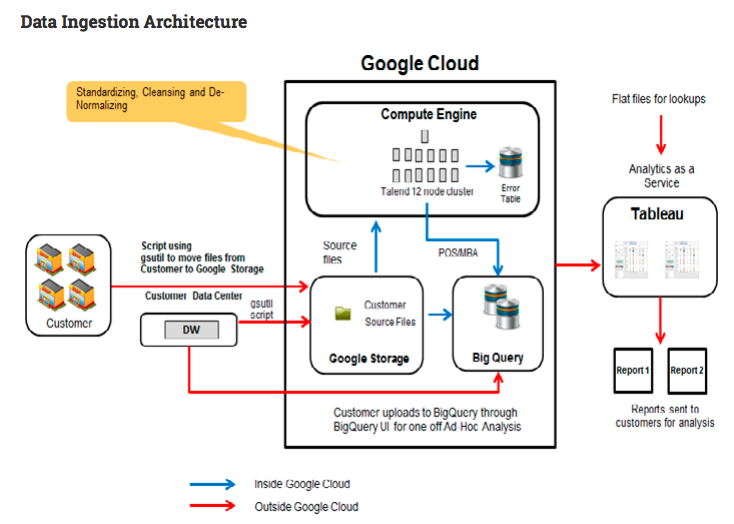 Data Ingestion Architecture
Google Cloud
Standardizing, Cleansing and De-
Normalizing
Compute Engine
Talend 12 node cluster
Error
Table
Flat files for lookups
Analytics as a
Service
Tableau
Script using
gsutil to move files from
Customer to Google Storage
Source
files
POS/MBA
Customer
Customer Data Center
gsutil
script
DW
Customer
Source Files
Google Storage
Big Query
Report 1
Report 2
Reports sent to
customers for analysis
Customer uploads to BigQuery through
BigQuery UI for one off Ad-Hoc Analysis
Inside Google Cloud
Outside Google Cloud